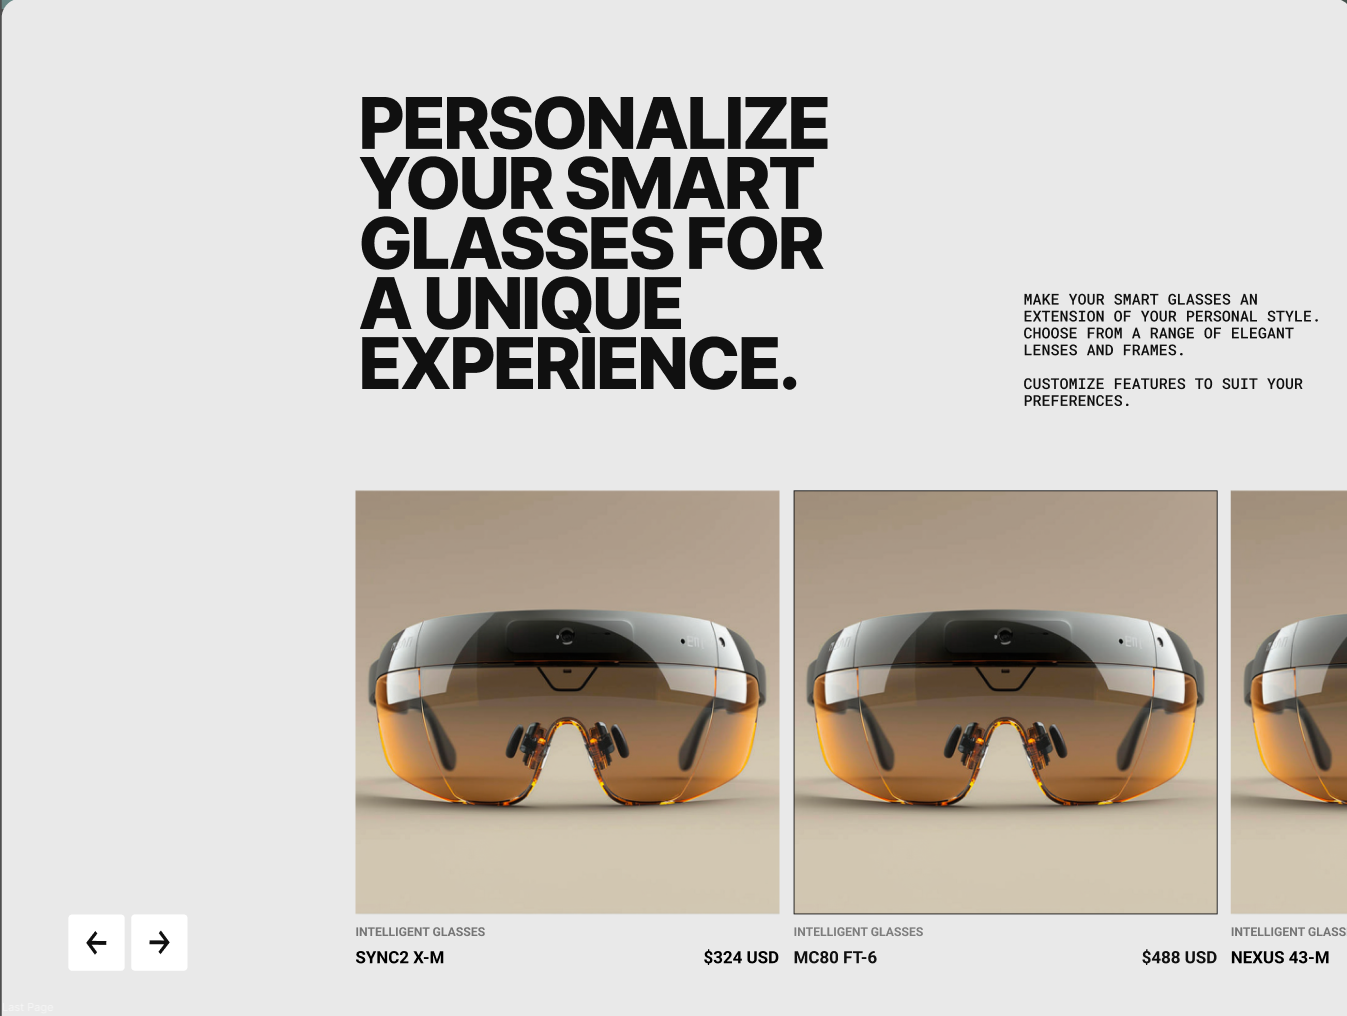 PERSONALIZE
YOUR SMART
GLASSES FOR
A UNIQUE
EXPERIENCE.
MAKE YOUR SMART GLASSES AN
EXTENSION OF YOUR PERSONAL STYLE.
CHOOSE FROM A RANGE OF ELEGANT
LENSES AND FRAMES.
CUSTOMIZE FEATURES TO SUIT YOUR
PREFERENCES.
INTELLIGENT GLASSES
SYNC2 X-M $324 USD
INTELLIGENT GLASSES
MC80 FT-6 $488 USD
INTELLIGENT GLASS
NEXUS 43-M
Last Page